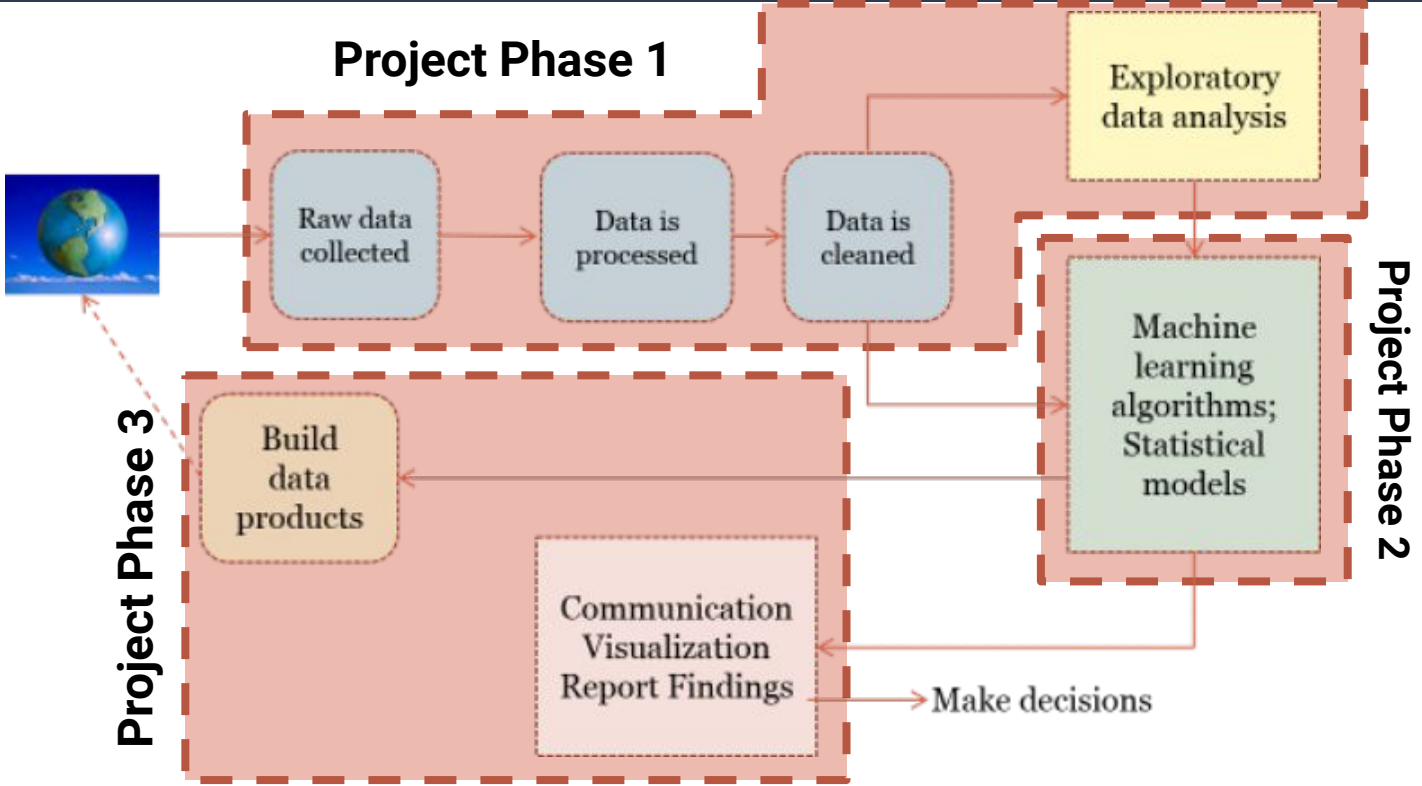 Project Phase 1
Exploratory
data analysis
Raw data
collected
Data is
processed
Data is
cleaned
Project Phase 2
Machine
learning
algorithms;
Statistical
models
Project Phase 3
Build
data
products
Communication
Visualization
Report Findings
Make decisions